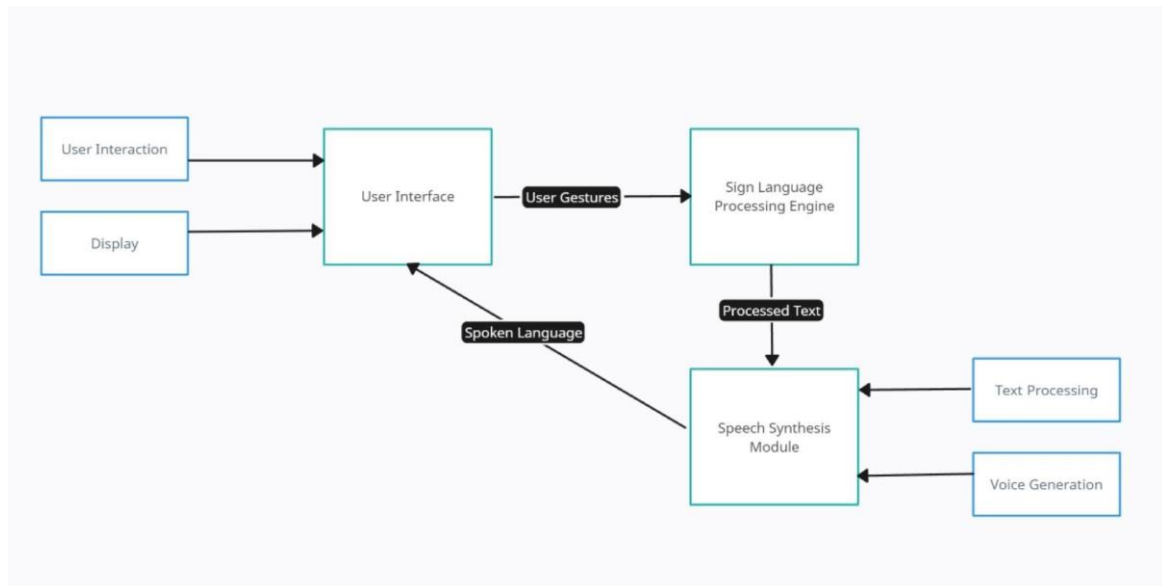 User Interaction
Display
User Interface
User Gestures
Sign Language
Processing Engine
Processed Text
Spoken Language
Speech Synthesis
Module
Text Processing
Voice Generation